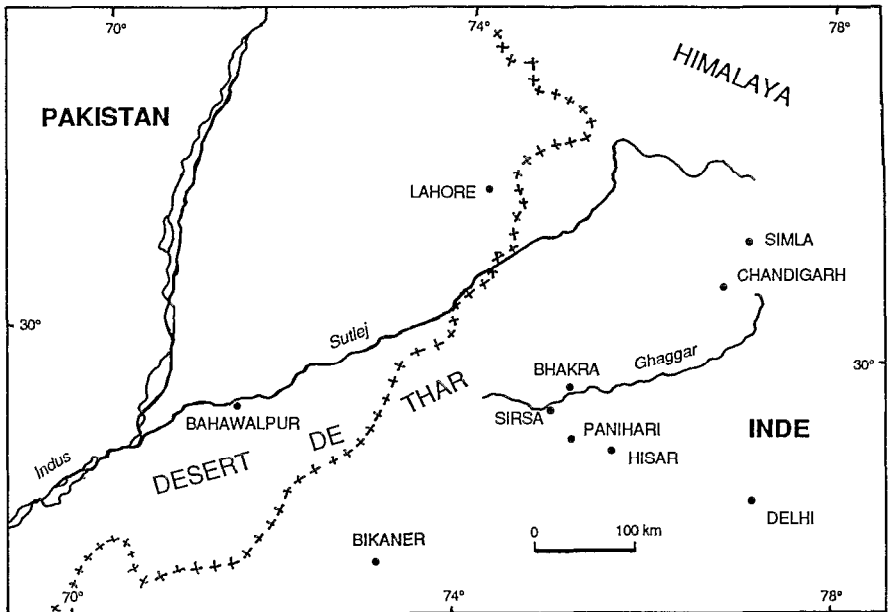 70°
74°
78°
HIMALAYA
PAKISTAN
LAHORE
SIMLA
CHANDIGARH
30°
Sutlej
BHAKRA
Ghaggar
30°
SIRSA
BAHAWALPUR
DESERT DE THAR
PANIHARI
INDE
HISAR
Indus
DELHI
0 100 km
BIKANER
70°
74°
78°